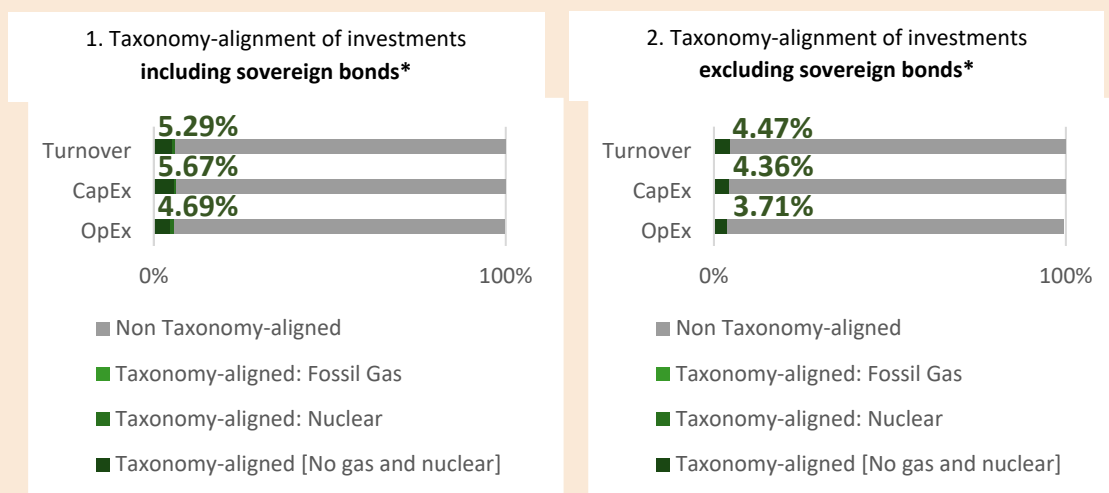 1. Taxonomy-alignment of investments
including sovereign bonds*
5.29%
Turnover
5.67%
CapEx
4.69%
OpEx
0%
100%
Non Taxonomy-aligned
Taxonomy-aligned: Fossil Gas
Taxonomy-aligned: Nuclear
Taxonomy-aligned [No gas and nuclear]
2. Taxonomy-alignment of investments
excluding sovereign bonds*
4.47%
Turnover
4.36%
CapEx
3.71%
OpEx
0%
100%
Non Taxonomy-aligned
Taxonomy-aligned: Fossil Gas
Taxonomy-aligned: Nuclear
Taxonomy-aligned [No gas and nuclear]